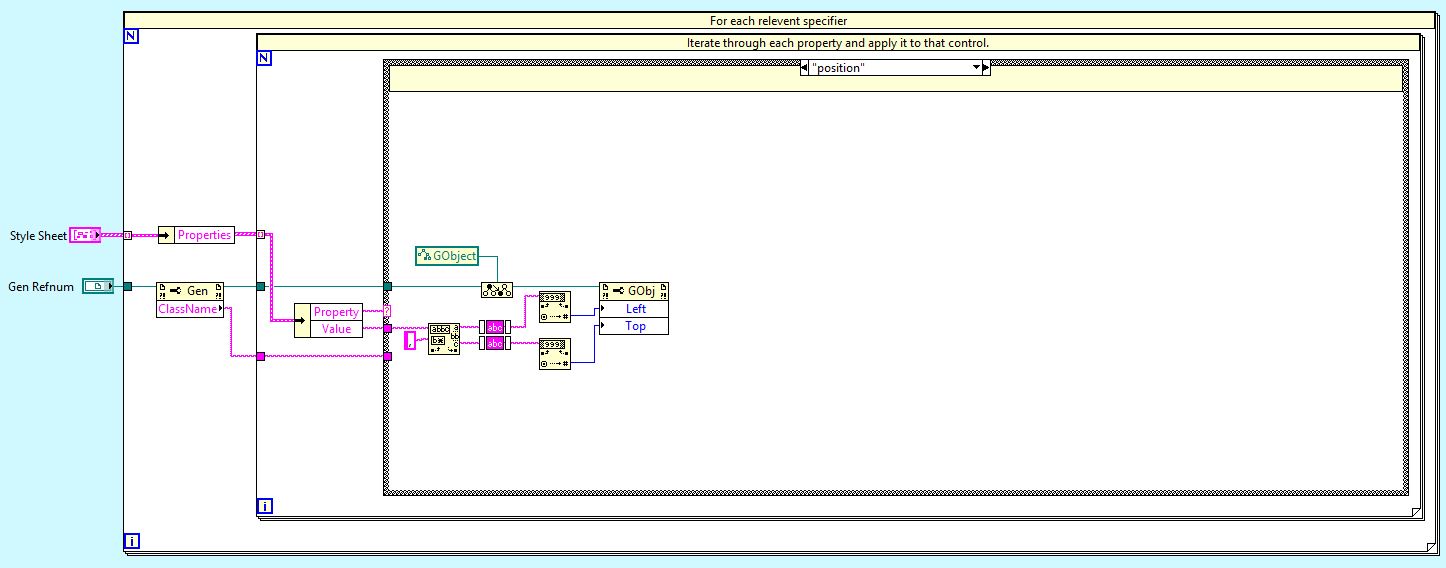 For each relevent specifier
N
Iterate through each property and apply it to that control.
N
"position"
Style Sheet
Properties
GObject
Gen Refnum
Gen
ClassName
GObj
Left
Top
Property
Value
?
abc
abc
,
i
i